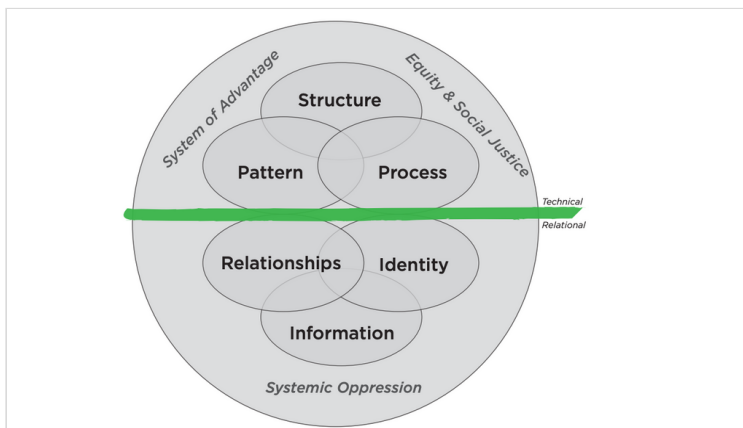 System of Advantage
Equity & Social Justice
Structure
Pattern
Process
Technical
Relational
Relationships
Identity
Information
Systemic Oppression